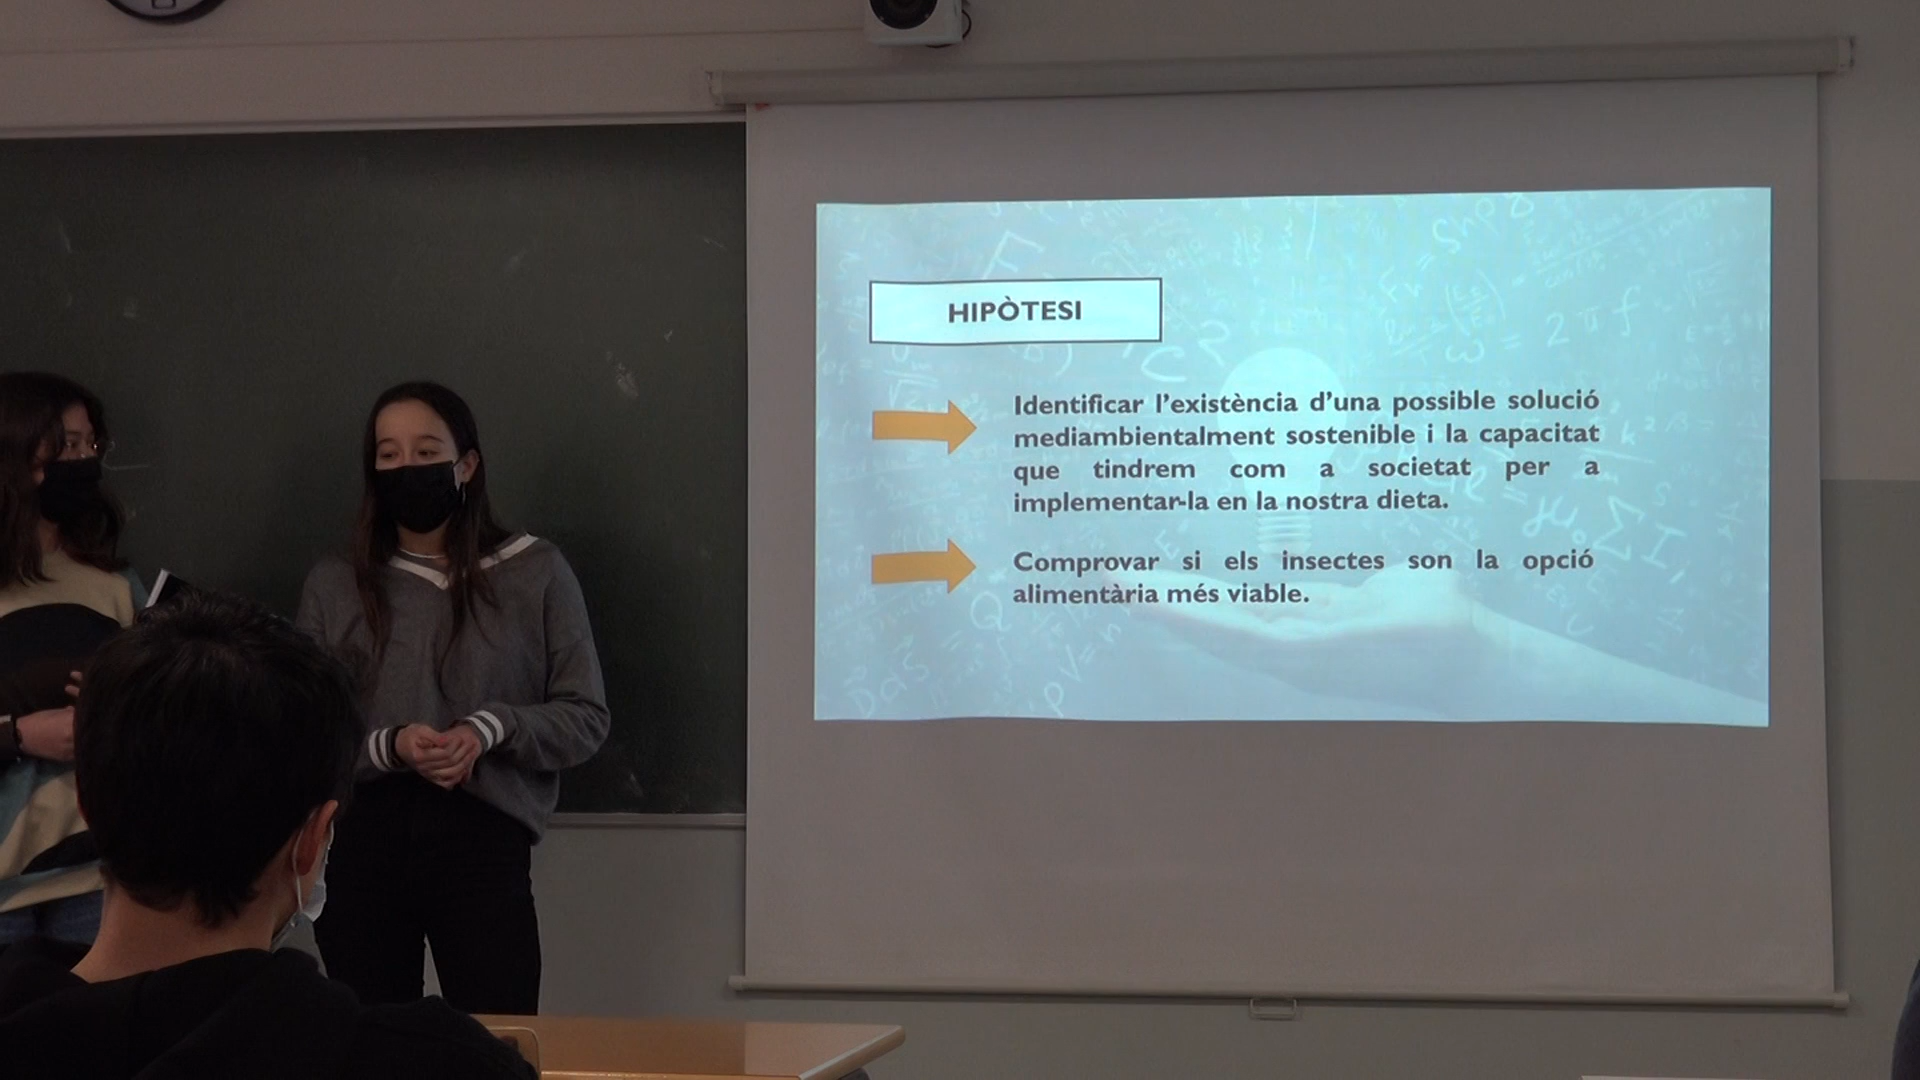 HIPÒTESI
Identificar l'existència d'una possible solució
mediambientalment sostenible i la capacitat
que tindrem com a societat per a
implementar-la en la nostra dieta.
Comprovar si els insectes son la opció
alimentària més viable.